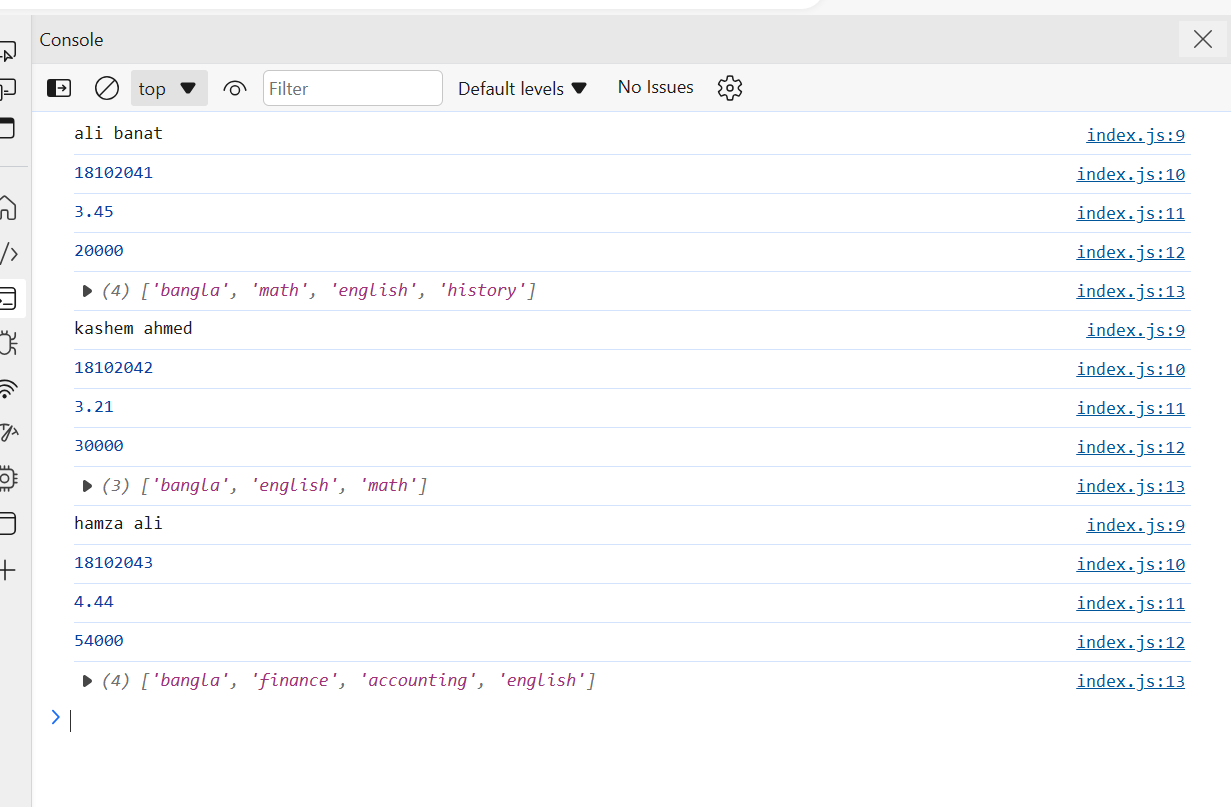 Console
top Filter Default levels No Issues
ali banat index.js:9
18102041 index.js:10
3.45 index.js:11
20000 index.js:12
(4) ['bangla', 'math', 'english', 'history'] index.js:13
kashem ahmed index.js:9
18102042 index.js:10
3.21 index.js:11
30000 index.js:12
(3) ['bangla', 'english', 'math'] index.js:13
hamza ali index.js:9
18102043 index.js:10
4.44 index.js:11
54000 index.js:12
(4) ['bangla', 'finance', 'accounting', 'english'] index.js:13